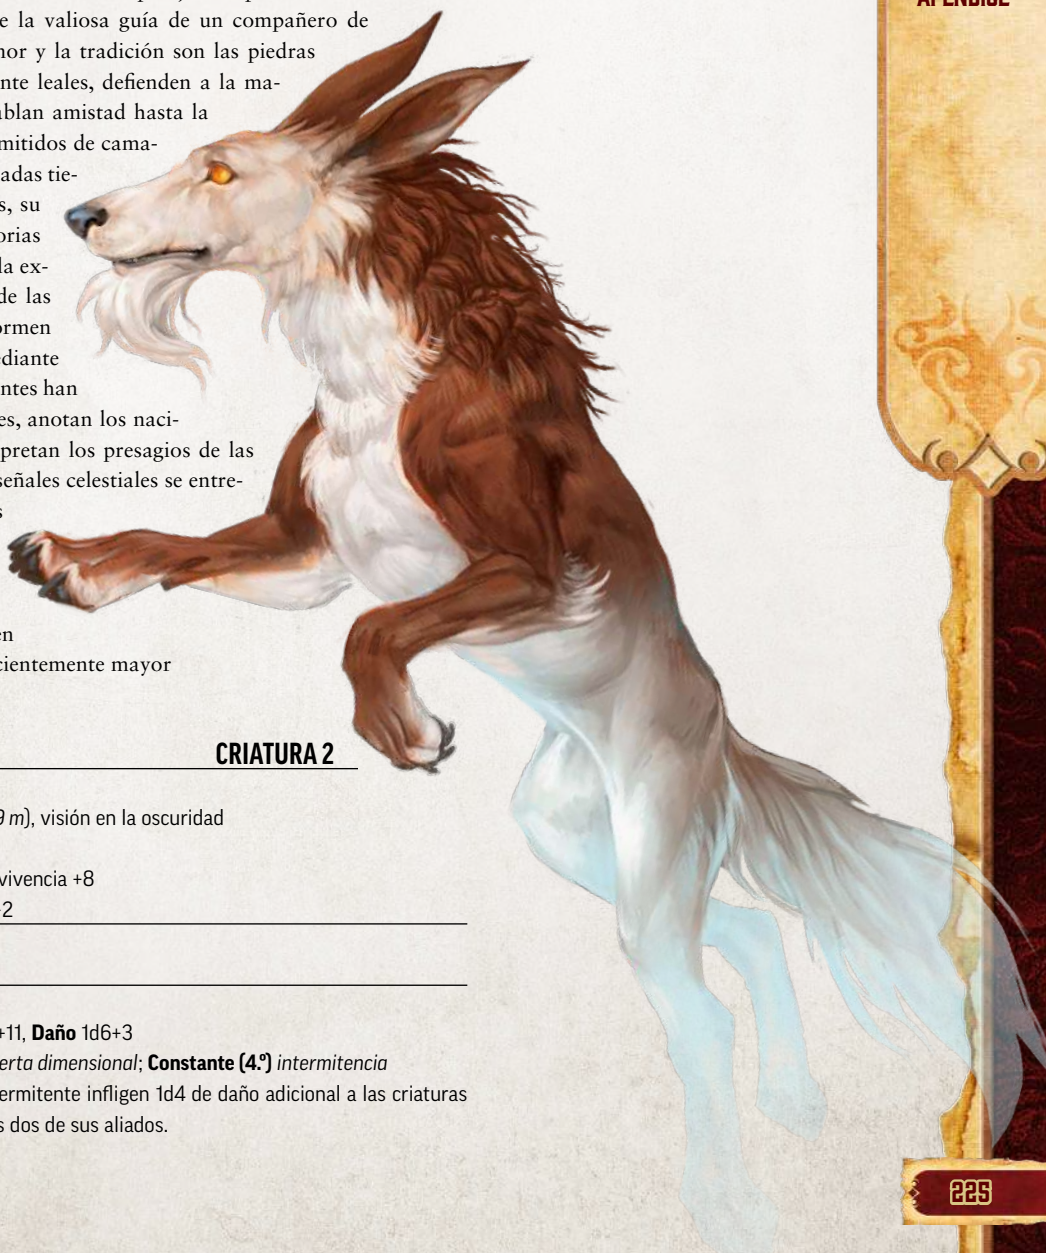 e la valiosa guía de un compañero de
nor y la tradición son las piedras
nte leales, defienden a la ma-
ablan amistad hasta la
mitidos de cama-
adas tie-
s, su
orias
la ex-
de las
ormen
ediante
ntes han
es, anotan los naci-
pretan los presagios de las
señales celestiales se entre-
s
en
cientemente mayor
CRIATURA 2
9 m), visión en la oscuridad
vivencia +8
+2
+11, Daño 1d6+3
erta dimensional; Constante (4.º) intermitencia
ermitente infligen 1d4 de daño adicional a las criaturas
s dos de sus aliados.
APÉNDICE
225